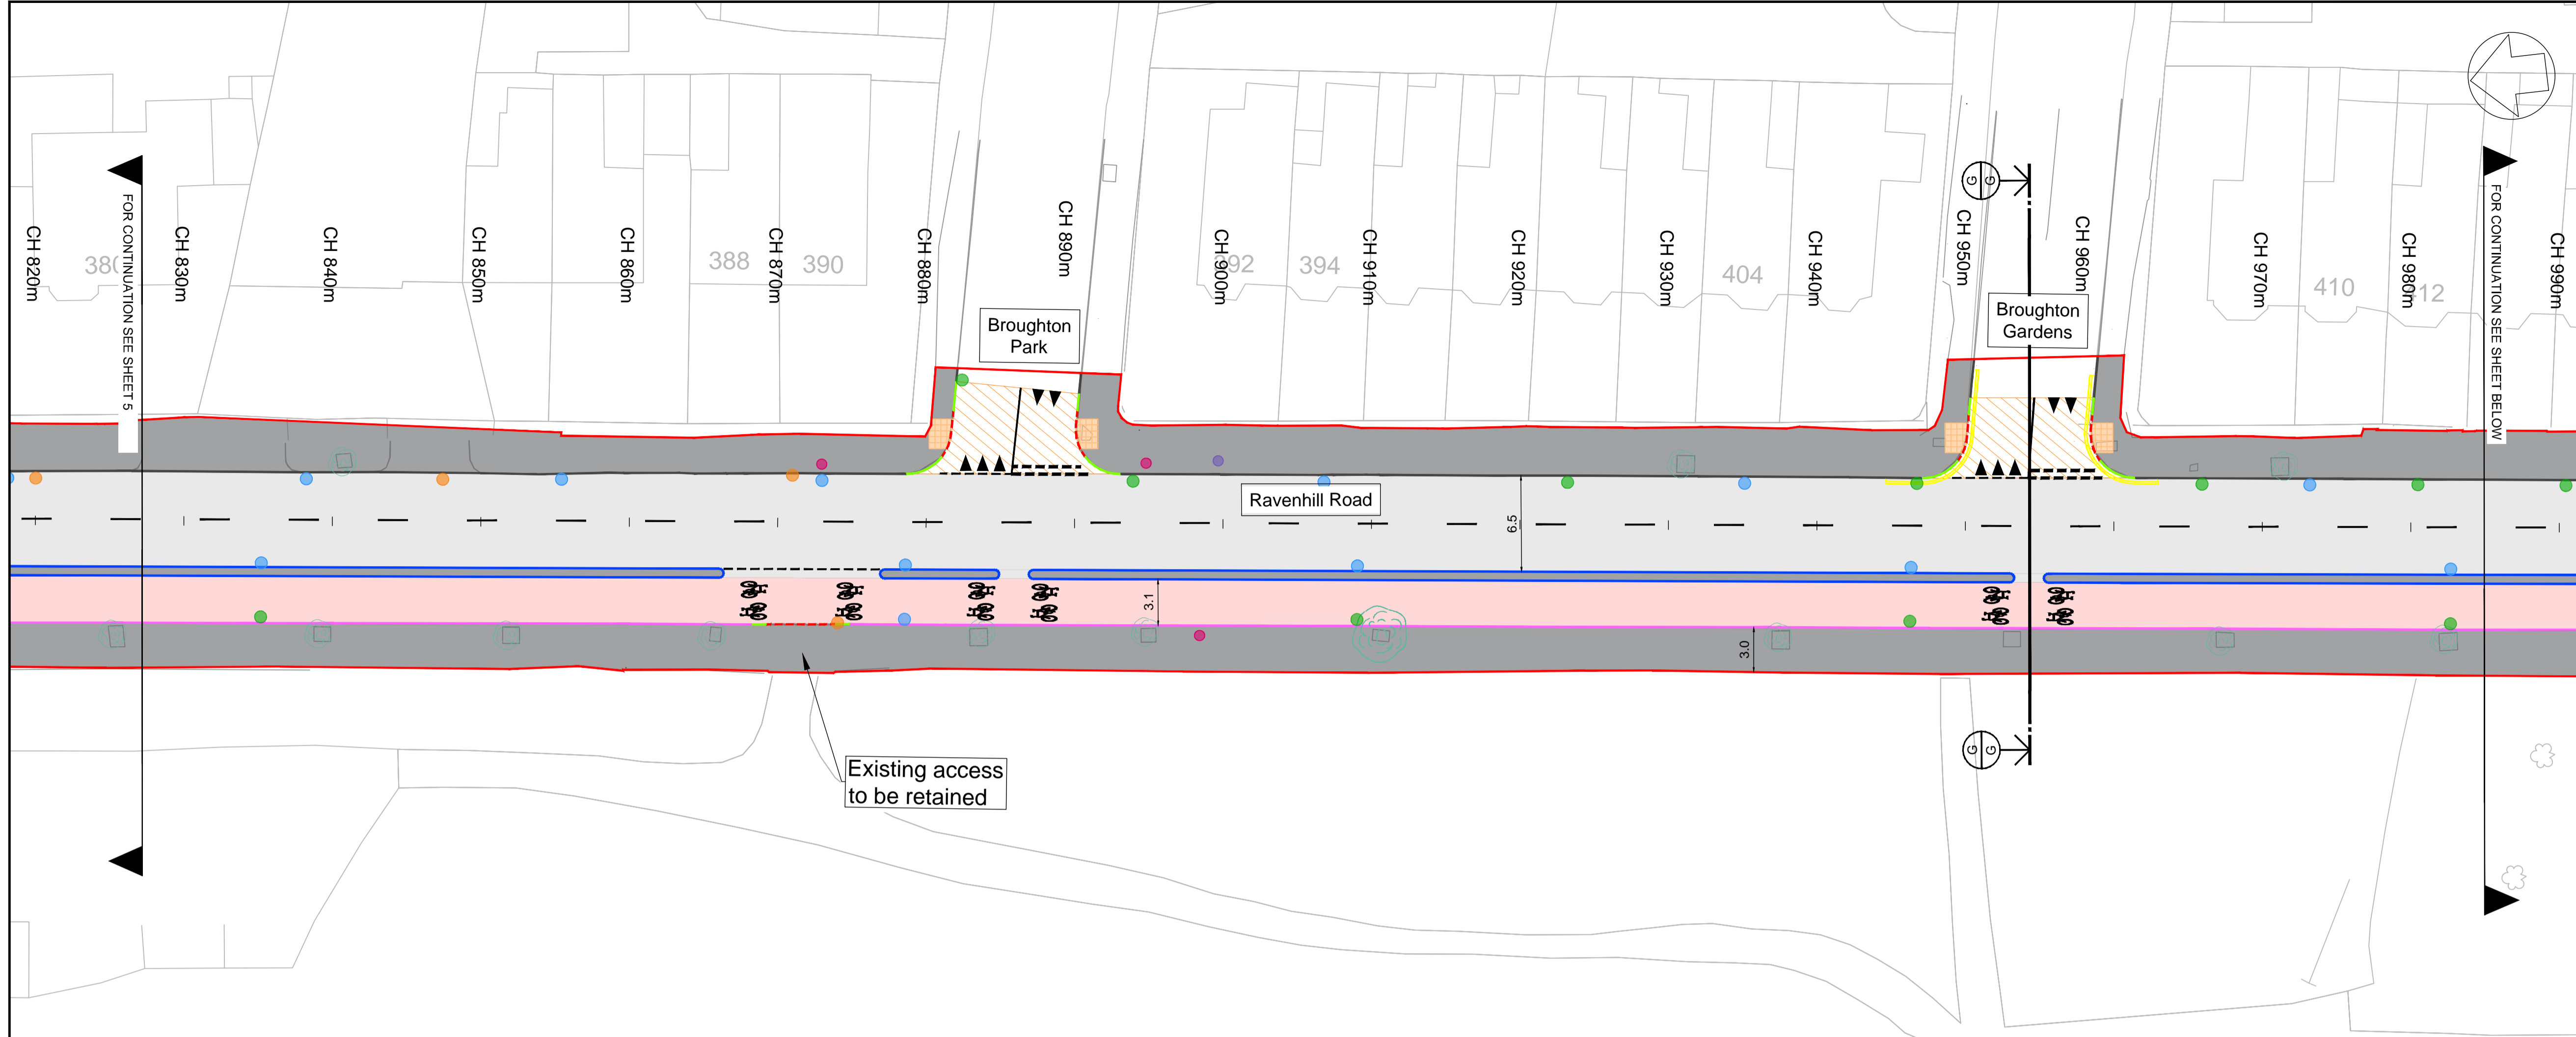 CH 820m
380
FOR CONTINUATION SEE SHEET 5
CH 830m
CH 840m
CH 850m
CH 860m
388
CH 870m
390
CH 880m
CH 890m
Broughton
Park
CH 900m
392
394
CH 910m
CH 920m
CH 930m
404
CH 940m
CH 950m
G G
CH 960m
Broughton
Gardens
CH 970m
410
CH 980m
412
FOR CONTINUATION SEE SHEET BELOW
CH 990m
Ravenhill Road
6.5
3.1
3.0
Existing access
to be retained
G G